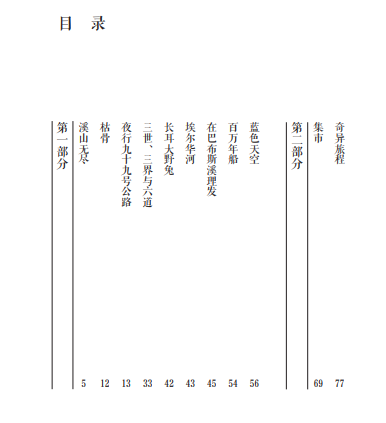 目 录
第一部分
溪山无尽 5
枯骨 12
夜行九十九号公路 13
三世、三界与六道 33
长耳大野兔 42
埃尔华河 43
在巴布斯溪理发 45
百万年船 54
蓝色天空 56
第二部分
集市 69
奇异旅程 77